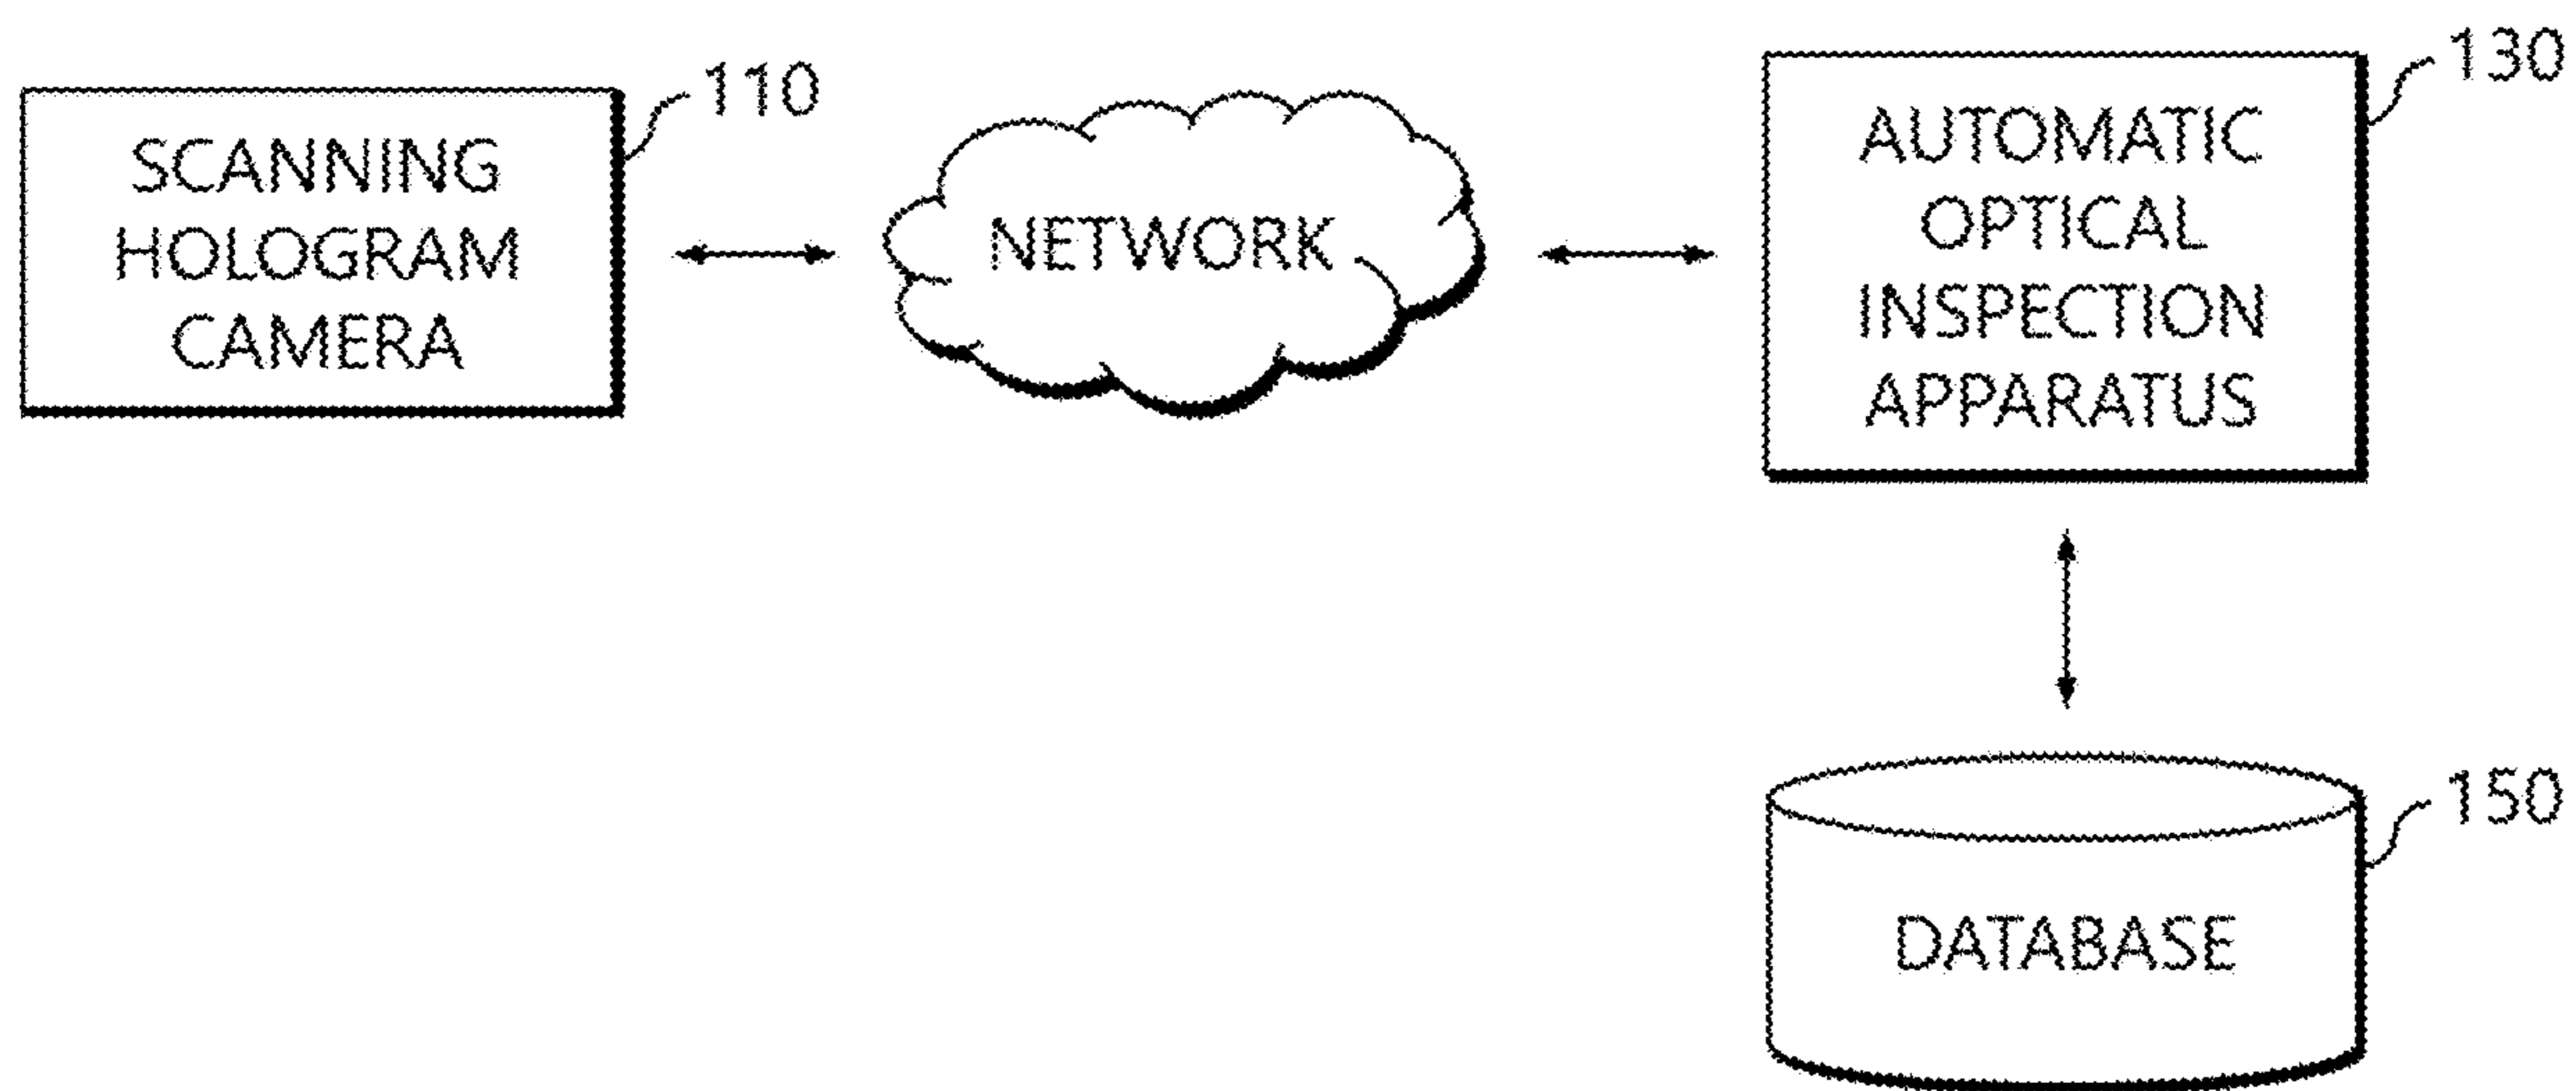 SCANNING
HOLOGRAM
CAMERA
110
NETWORK
AUTOMATIC
OPTICAL
INSPECTION
APPARATUS
130
DATABASE
150